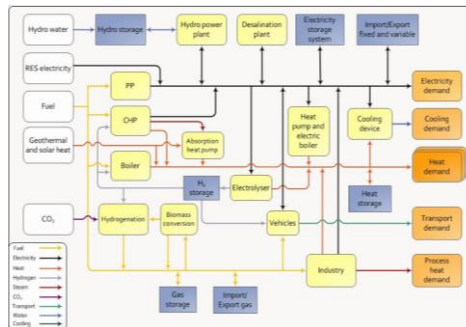 Hydro water
Hydro storage
Hydro power
plant
Desalination
plant
Electricity
storage
system
Import/Export
fixed and variable
RES electricity
PP
Electricity
demand
Fuel
CHP
Heat
pump and
electric
boiler
Cooling
device
Cooling
demand
Geothermal
and solar heat
Absorption
heat pump
Boiler
Heat
demand
H₂
storage
Electrolyser
Heat
storage
CO₂
Hydrogenation
Biomass
conversion
Vehicles
Transport
demand
Industry
Process
heat demand
Gas
storage
Import/
Export gas
Fuel
Electricity
Heat
Hydrogen
Steam
CO₂
Transport
Water
Cooling